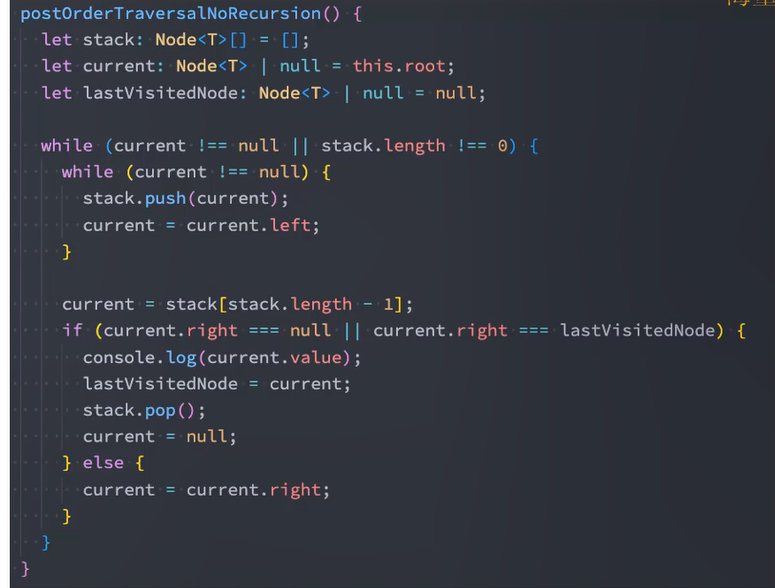 postOrderTraversalNoRecursion() {
  let stack: Node<T>[] = [];
  let current: Node<T> | null = this.root;
  let lastVisitedNode: Node<T> | null = null;

  while (current !== null || stack.length !== 0) {
    while (current !== null) {
      stack.push(current);
      current = current.left;
    }

    current = stack[stack.length - 1];
    if (current.right === null || current.right === lastVisitedNode) {
      console.log(current.value);
      lastVisitedNode = current;
      stack.pop();
      current = null;
    } else {
      current = current.right;
    }
  }
}